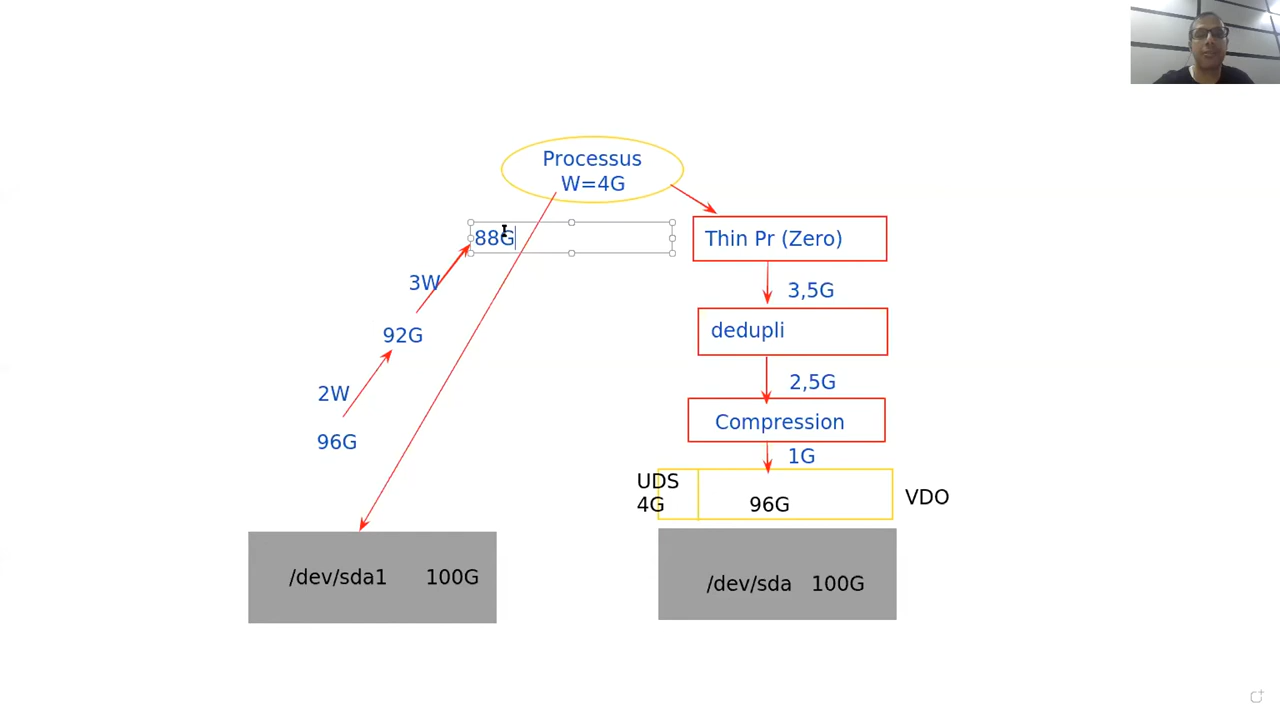 Processus
W=4G
88G
Thin Pr (Zero)
3W
3,5G
92G
dedupli
2W
2,5G
96G
Compression
1G
UDS
4G
96G
VDO
/dev/sda1 100G
/dev/sda 100G